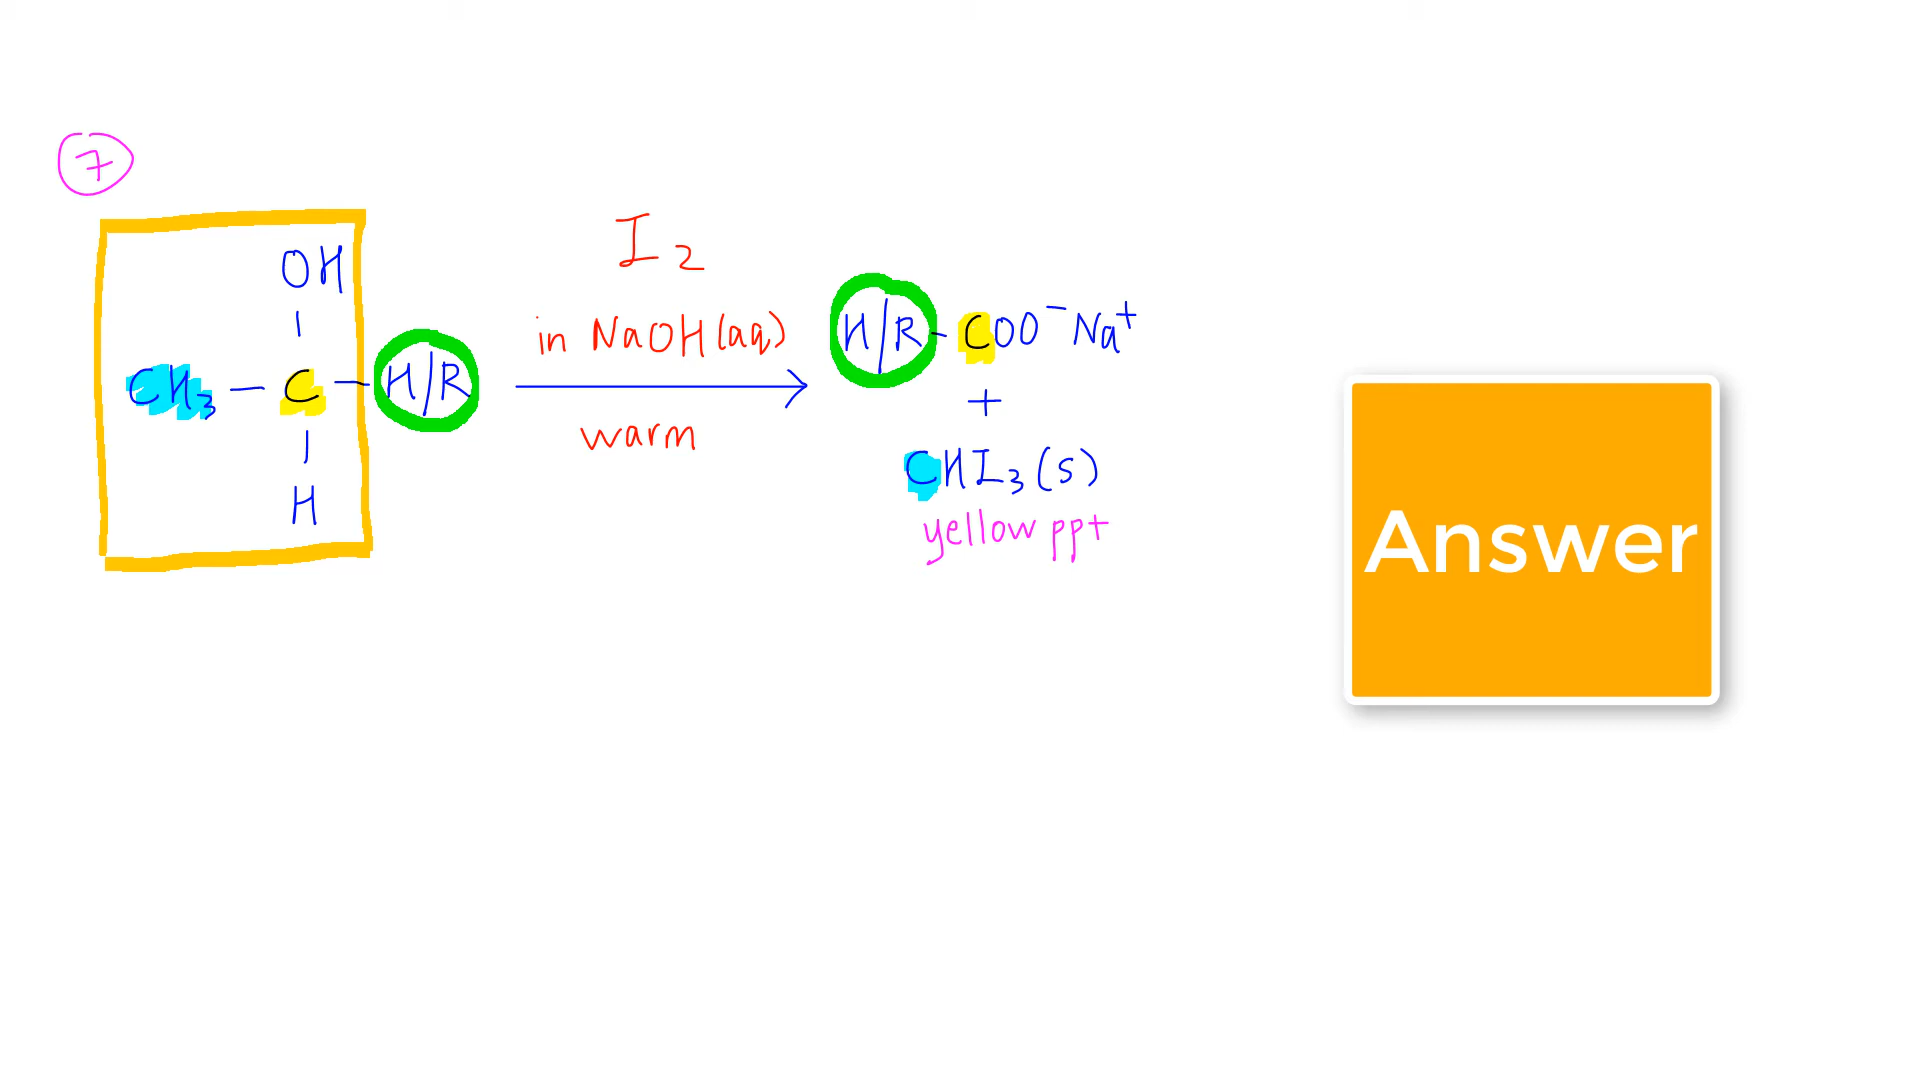 7
OH
|
CH₃ — C — H/R
|
H
I₂
in NaOH(aq)
warm
H/R - COO⁻Na⁺
+
CHI₃(s)
yellow ppt
Answer